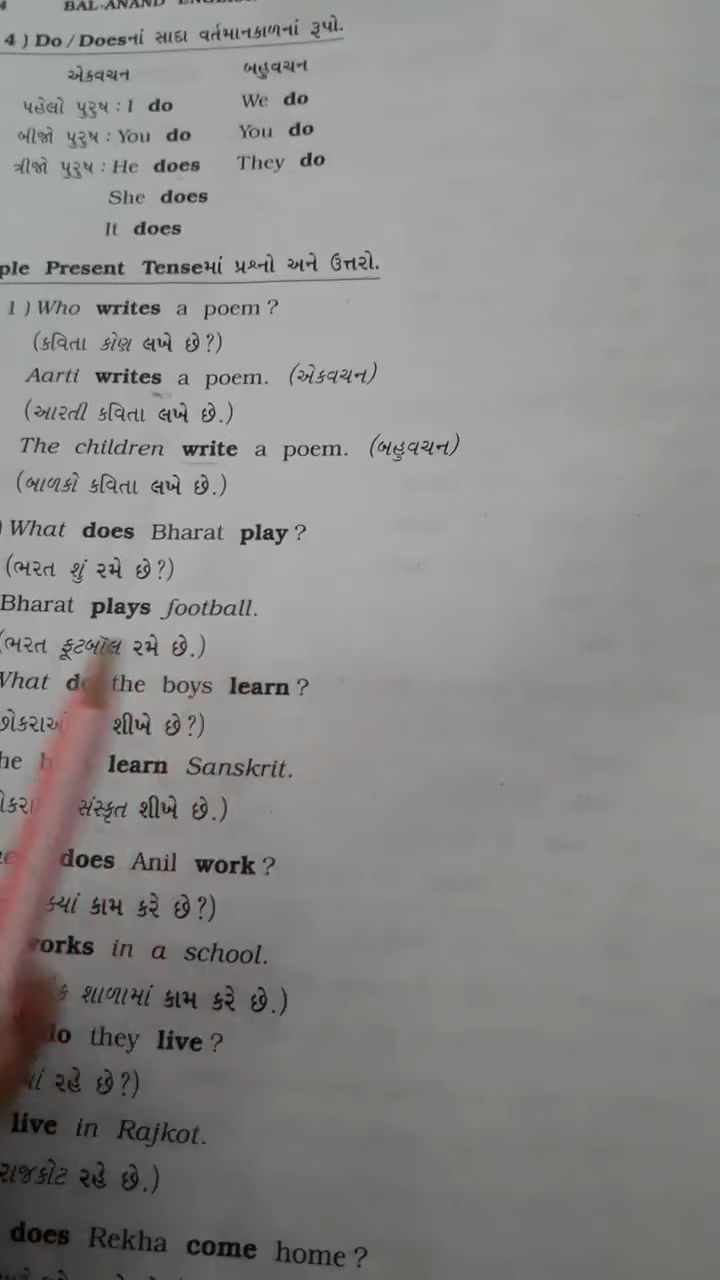 4
BAL-ANAND
4 ) Do / Doesનાં સાદા વર્તમાનકાળનાં રૂપો.
એકવચન બહુવચન
પહેલો પુરુષ : I do We do
બીજો પુરુષ : You do You do
ત્રીજો પુરુષ : He does They do
She does
It does
ple Present Tenseમાં પ્રશ્નો અને ઉત્તરો.
1 ) Who writes a poem ?
(કવિતા કોણ લખે છે?)
Aarti writes a poem. (એકવચન)
(આરતી કવિતા લખે છે.)
The children write a poem. (બહુવચન)
(બાળકો કવિતા લખે છે.)
) What does Bharat play ?
(ભરત શું રમે છે?)
Bharat plays football.
(ભરત ફૂટબૉલ રમે છે.)
What the boys learn ?
શીખે છે?)
learn Sanskrit.
સંસ્કૃત શીખે છે.)
does Anil work ?
ક્યાં કામ કરે છે?)
works in a school.
શાળામાં કામ કરે છે.)
do they live ?
રહે છે?)
live in Rajkot.
રાજકોટ રહે છે.)
does Rekha come home ?